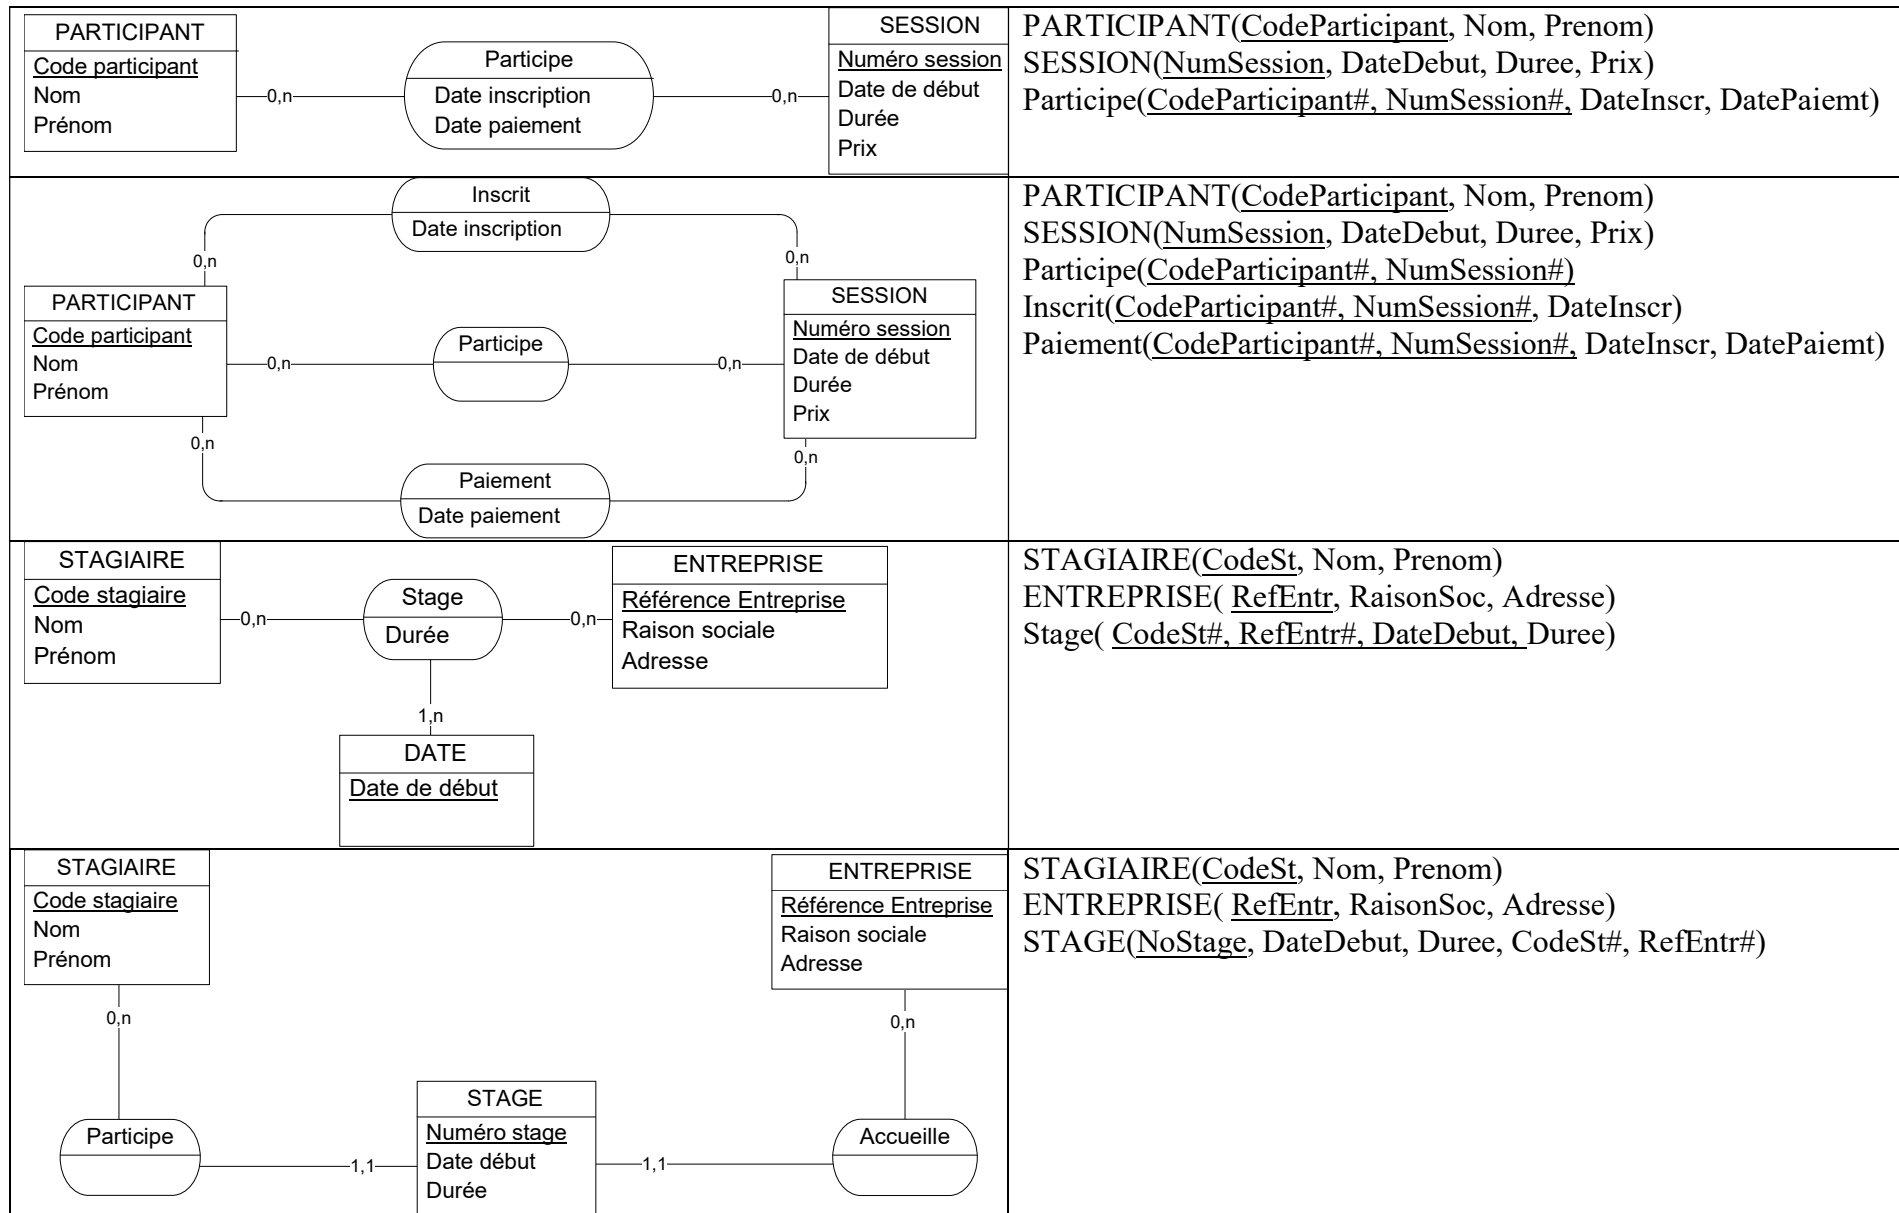 PARTICIPANT
Code participant
Nom
Prénom
0,n
Participe
Date inscription
Date paiement
0,n
SESSION
Numéro session
Date de début
Durée
Prix
PARTICIPANT(CodeParticipant, Nom, Prenom)
SESSION(NumSession, DateDebut, Duree, Prix)
Participe(CodeParticipant#, NumSession#, DateInscr, DatePaiemt)
Inscrit
Date inscription
0,n
0,n
PARTICIPANT
Code participant
Nom
Prénom
0,n
Participe
0,n
SESSION
Numéro session
Date de début
Durée
Prix
0,n
0,n
Paiement
Date paiement
PARTICIPANT(CodeParticipant, Nom, Prenom)
SESSION(NumSession, DateDebut, Duree, Prix)
Participe(CodeParticipant#, NumSession#)
Inscrit(CodeParticipant#, NumSession#, DateInscr)
Paiement(CodeParticipant#, NumSession#, DateInscr, DatePaiemt)
STAGIAIRE
Code stagiaire
Nom
Prénom
0,n
Stage
Durée
0,n
ENTREPRISE
Référence Entreprise
Raison sociale
Adresse
1,n
DATE
Date de début
STAGIAIRE(CodeSt, Nom, Prenom)
ENTREPRISE( RefEntr, RaisonSoc, Adresse)
Stage( CodeSt#, RefEntr#, DateDebut, Duree)
STAGIAIRE
Code stagiaire
Nom
Prénom
0,n
ENTREPRISE
Référence Entreprise
Raison sociale
Adresse
0,n
Participe
1,1
STAGE
Numéro stage
Date début
Durée
1,1
Accueille
STAGIAIRE(CodeSt, Nom, Prenom)
ENTREPRISE( RefEntr, RaisonSoc, Adresse)
STAGE(NoStage, DateDebut, Duree, CodeSt#, RefEntr#)